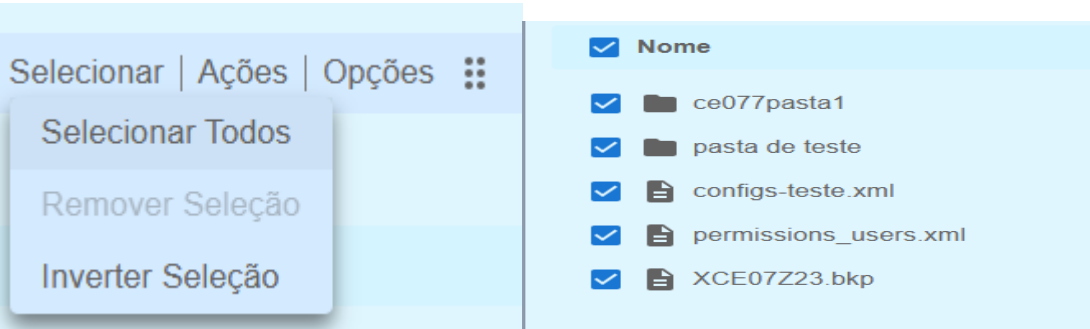 Selecionar | Ações | Opções
Selecionar Todos
Remover Seleção
Inverter Seleção
Nome
ce077pasta1
pasta de teste
configs-teste.xml
permissions_users.xml
XCE07Z23.bkp